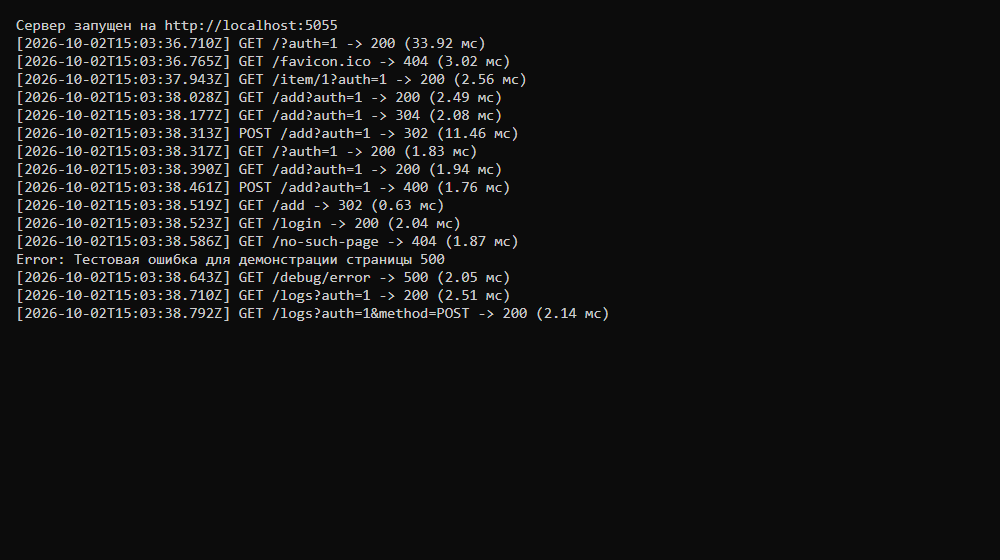 Сервер запущен на http://localhost:5055
[2026-10-02T15:03:36.710Z] GET /?auth=1 -> 200 (33.92 мс)
[2026-10-02T15:03:36.765Z] GET /favicon.ico -> 404 (3.02 мс)
[2026-10-02T15:03:37.943Z] GET /item/1?auth=1 -> 200 (2.56 мс)
[2026-10-02T15:03:38.028Z] GET /add?auth=1 -> 200 (2.49 мс)
[2026-10-02T15:03:38.177Z] GET /add?auth=1 -> 304 (2.08 мс)
[2026-10-02T15:03:38.313Z] POST /add?auth=1 -> 302 (11.46 мс)
[2026-10-02T15:03:38.317Z] GET /?auth=1 -> 200 (1.83 мс)
[2026-10-02T15:03:38.390Z] GET /add?auth=1 -> 200 (1.94 мс)
[2026-10-02T15:03:38.461Z] POST /add?auth=1 -> 400 (1.76 мс)
[2026-10-02T15:03:38.519Z] GET /add -> 302 (0.63 мс)
[2026-10-02T15:03:38.523Z] GET /login -> 200 (2.04 мс)
[2026-10-02T15:03:38.586Z] GET /no-such-page -> 404 (1.87 мс)
Error: Тестовая ошибка для демонстрации страницы 500
[2026-10-02T15:03:38.643Z] GET /debug/error -> 500 (2.05 мс)
[2026-10-02T15:03:38.710Z] GET /logs?auth=1 -> 200 (2.51 мс)
[2026-10-02T15:03:38.792Z] GET /logs?auth=1&method=POST -> 200 (2.14 мс)